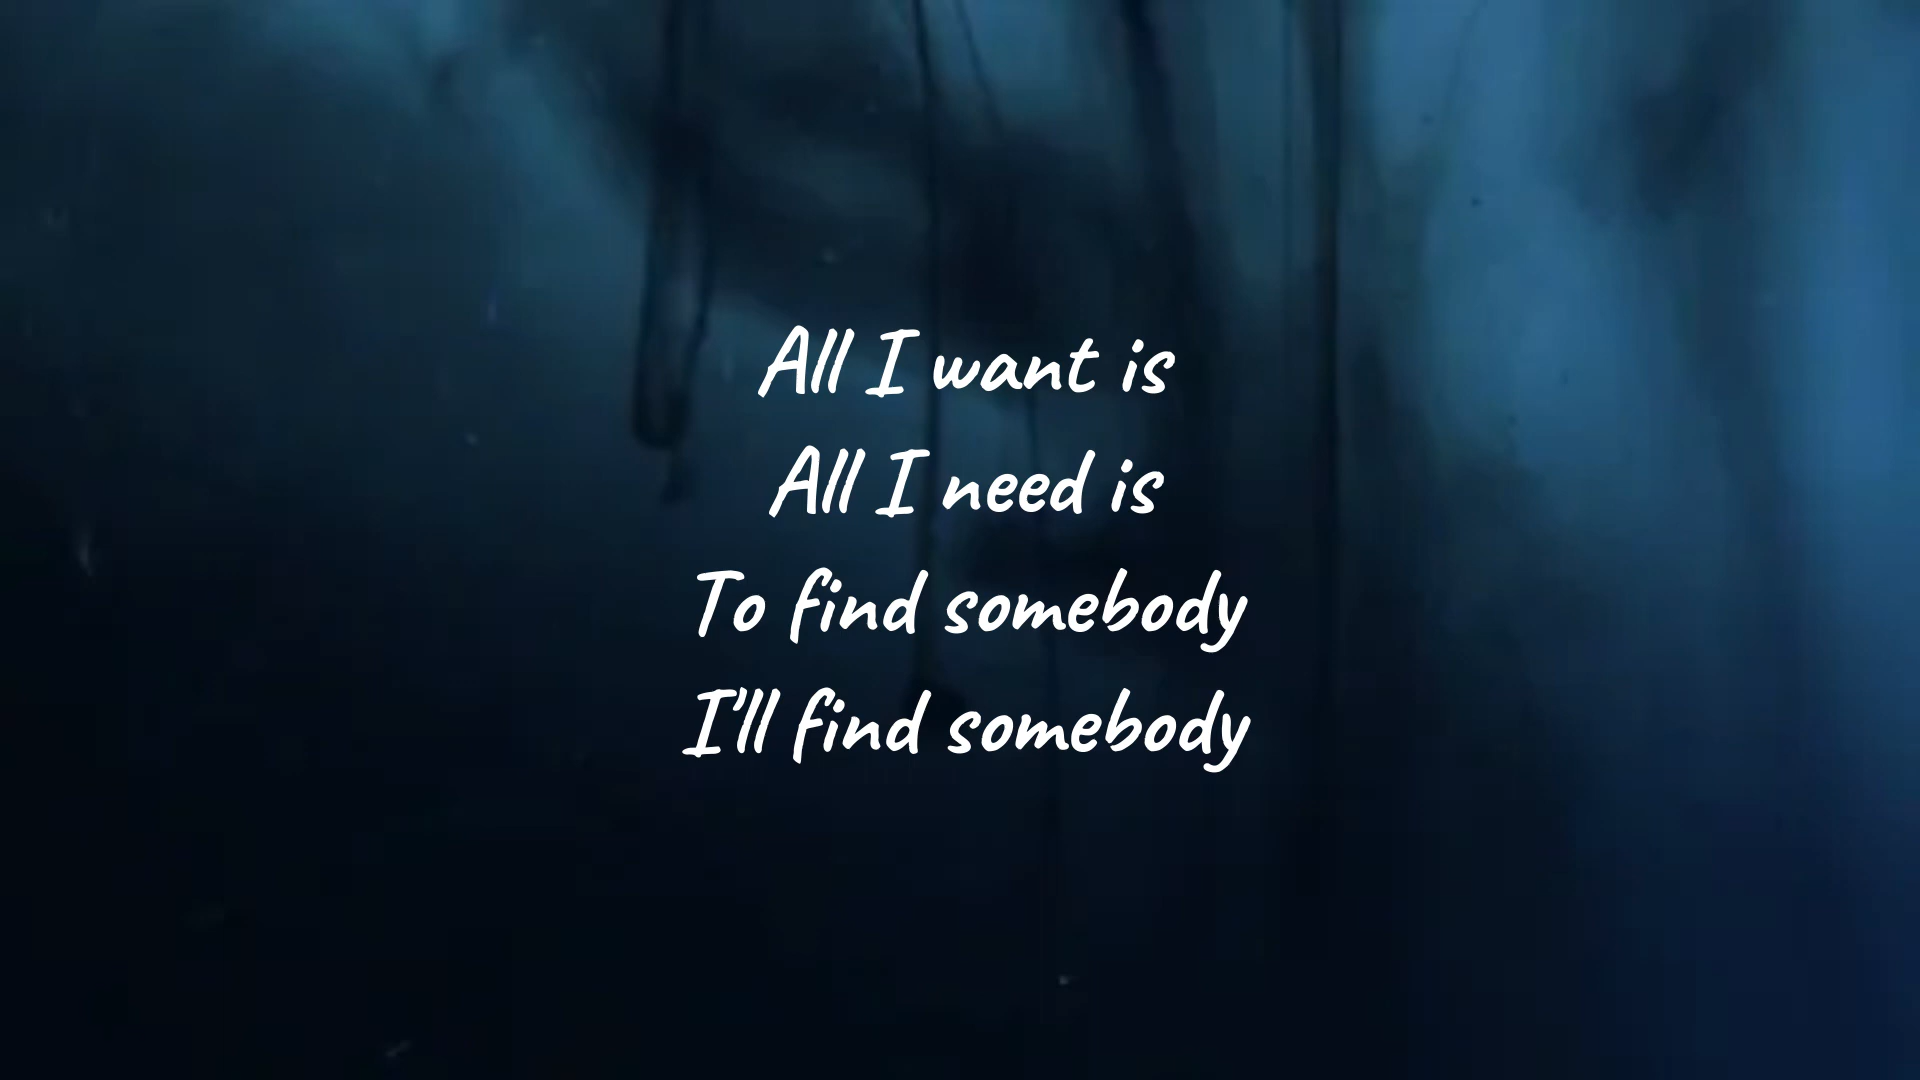 All I want is
All I need is
To find somebody
I'll find somebody